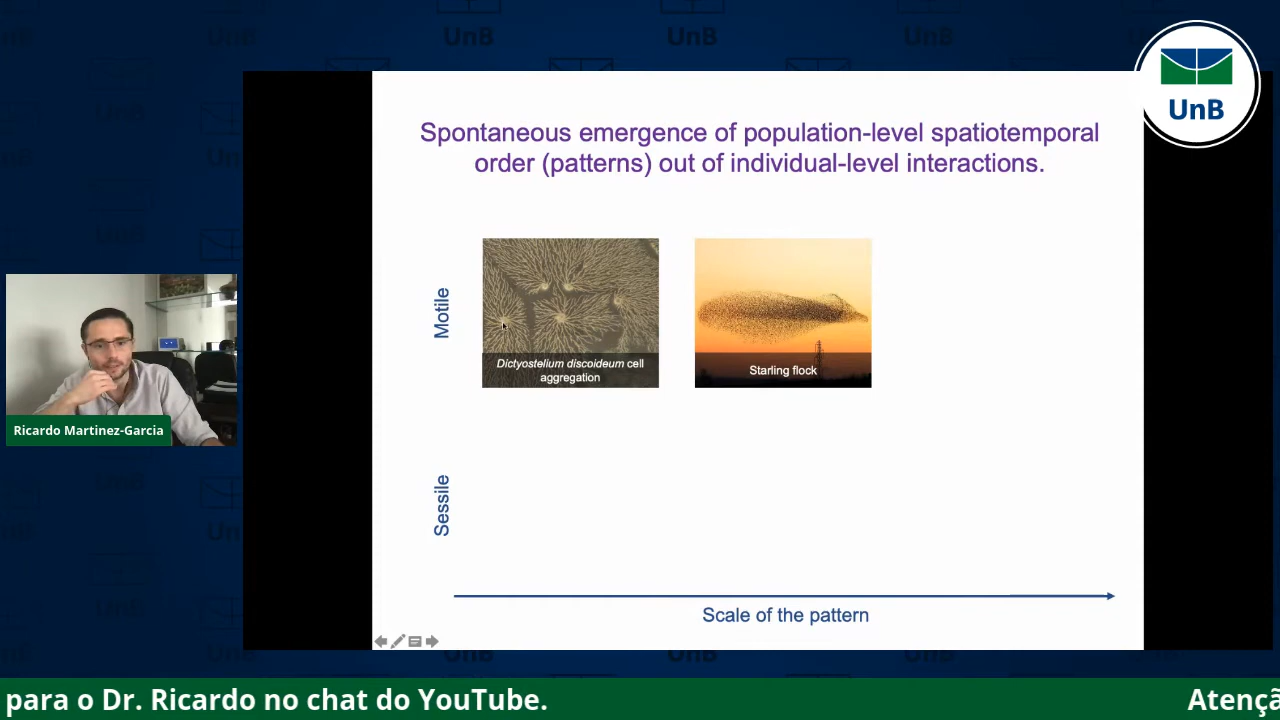 UnB
Spontaneous emergence of population-level spatiotemporal
order (patterns) out of individual-level interactions.
Motile
Dictyostelium discoideum cell
aggregation
Starling flock
Ricardo Martinez-Garcia
Sessile
Scale of the pattern
para o Dr. Ricardo no chat do YouTube.
Atençã